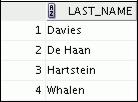 LAST_NAME
1 Davies
2 De Haan
3 Hartstein
4 Whalen